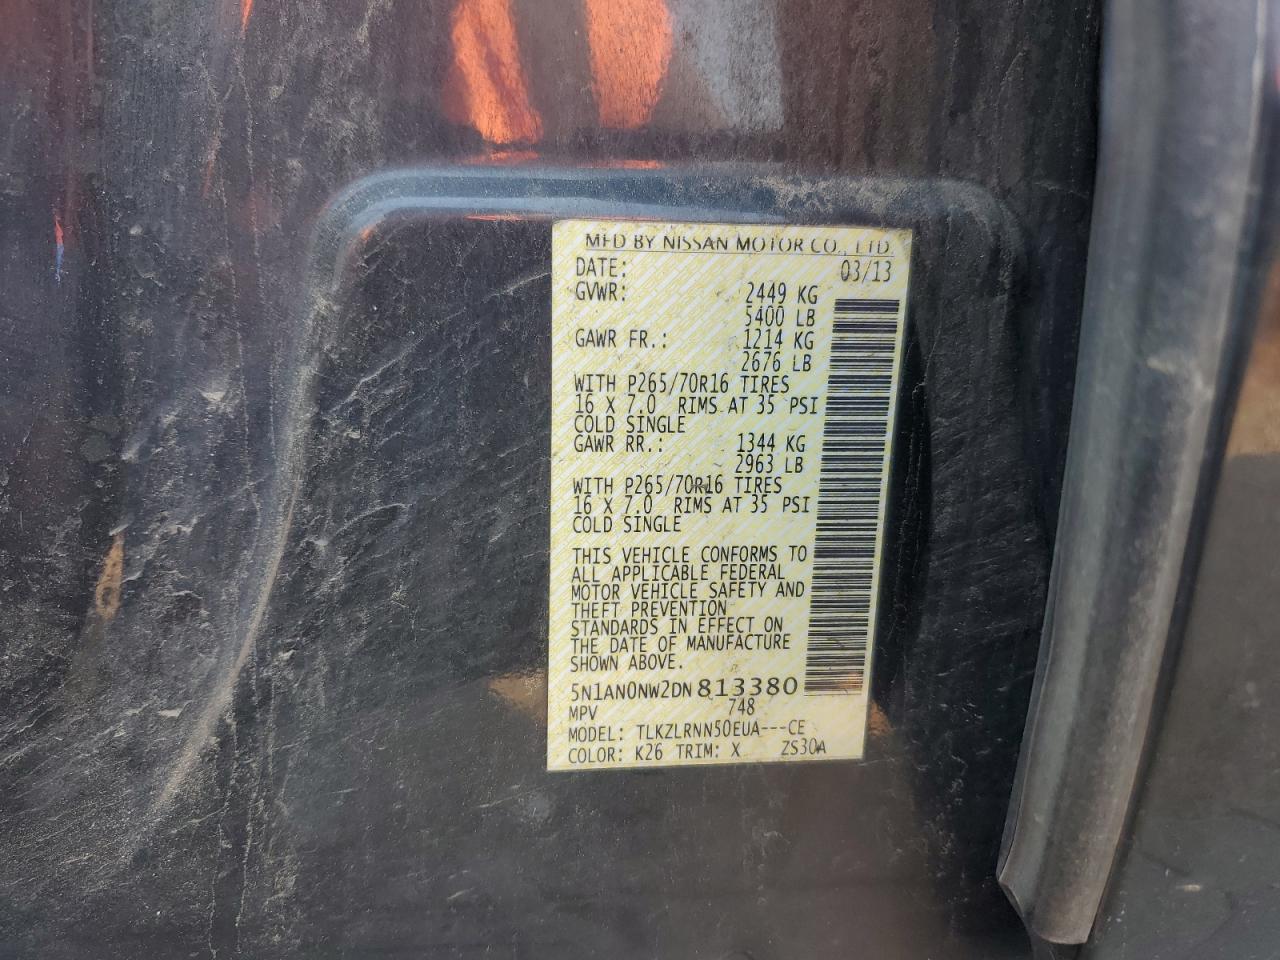 MFD BY NISSAN MOTOR CO., LTD
DATE: 03/13
GVWR: 2449 KG
5400 LB
GAWR FR.: 1214 KG
2676 LB
WITH P265/70R16 TIRES
16 X 7.0 RIMS AT 35 PSI
COLD SINGLE
GAWR RR.: 1344 KG
2963 LB
WITH P265/70R16 TIRES
16 X 7.0 RIMS AT 35 PSI
COLD SINGLE
THIS VEHICLE CONFORMS TO
ALL APPLICABLE FEDERAL
MOTOR VEHICLE SAFETY AND
THEFT PREVENTION
STANDARDS IN EFFECT ON
THE DATE OF MANUFACTURE
SHOWN ABOVE.
5N1AN0NW2DN813380
MPV 748
MODEL: TLKZLRNN50EUA---CE
COLOR: K26 TRIM: X ZS30A